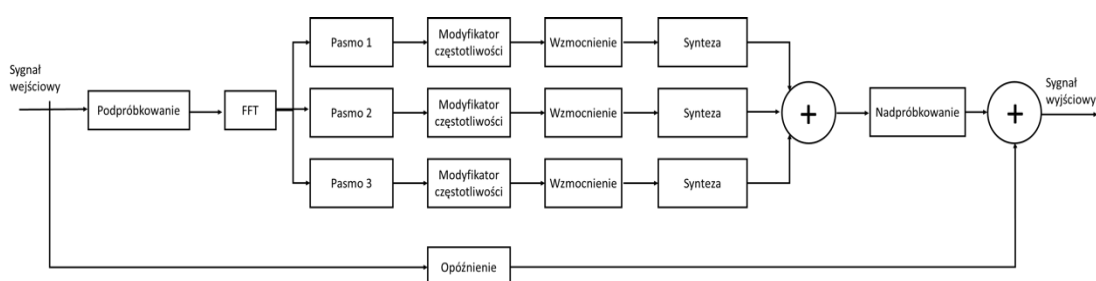 Sygnał
wejściowy
Podpróbkowanie
FFT
Pasmo 1
Modyfikator
częstotliwości
Wzmocnienie
Synteza
Pasmo 2
Modyfikator
częstotliwości
Wzmocnienie
Synteza
Pasmo 3
Modyfikator
częstotliwości
Wzmocnienie
Synteza
+
Nadpróbkowanie
+
Sygnał
wyjściowy
Opóźnienie